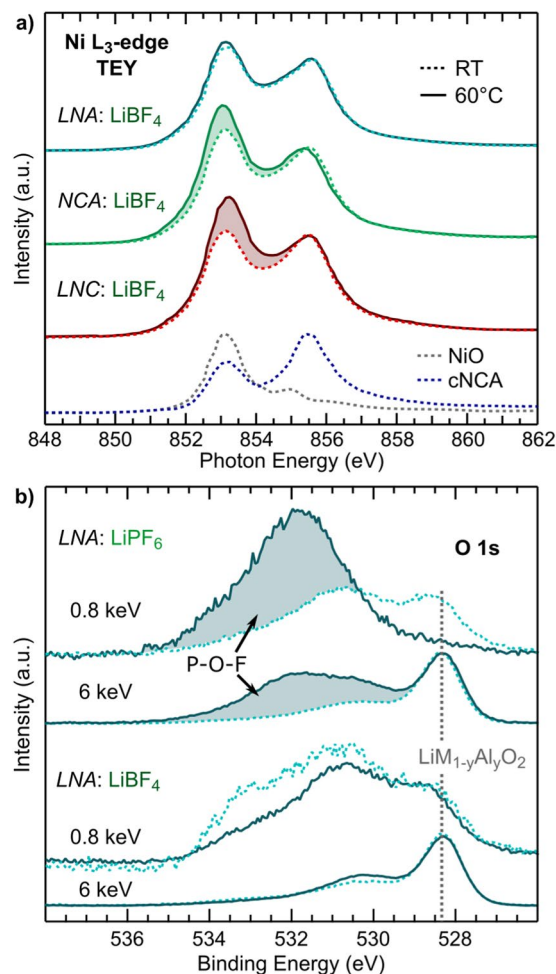 a)
Ni L₃-edge
TEY
RT
60°C
LNA: LiBF₄
NCA: LiBF₄
LNC: LiBF₄
NiO
cNCA
Intensity (a.u.)
848 850 852 854 856 858 860 862
Photon Energy (eV)
b)
LNA: LiPF₆
O 1s
0.8 keV
P-O-F
6 keV
LiM₁₋yAlyO₂
LNA: LiBF₄
0.8 keV
6 keV
Intensity (a.u.)
536 534 532 530 528
Binding Energy (eV)